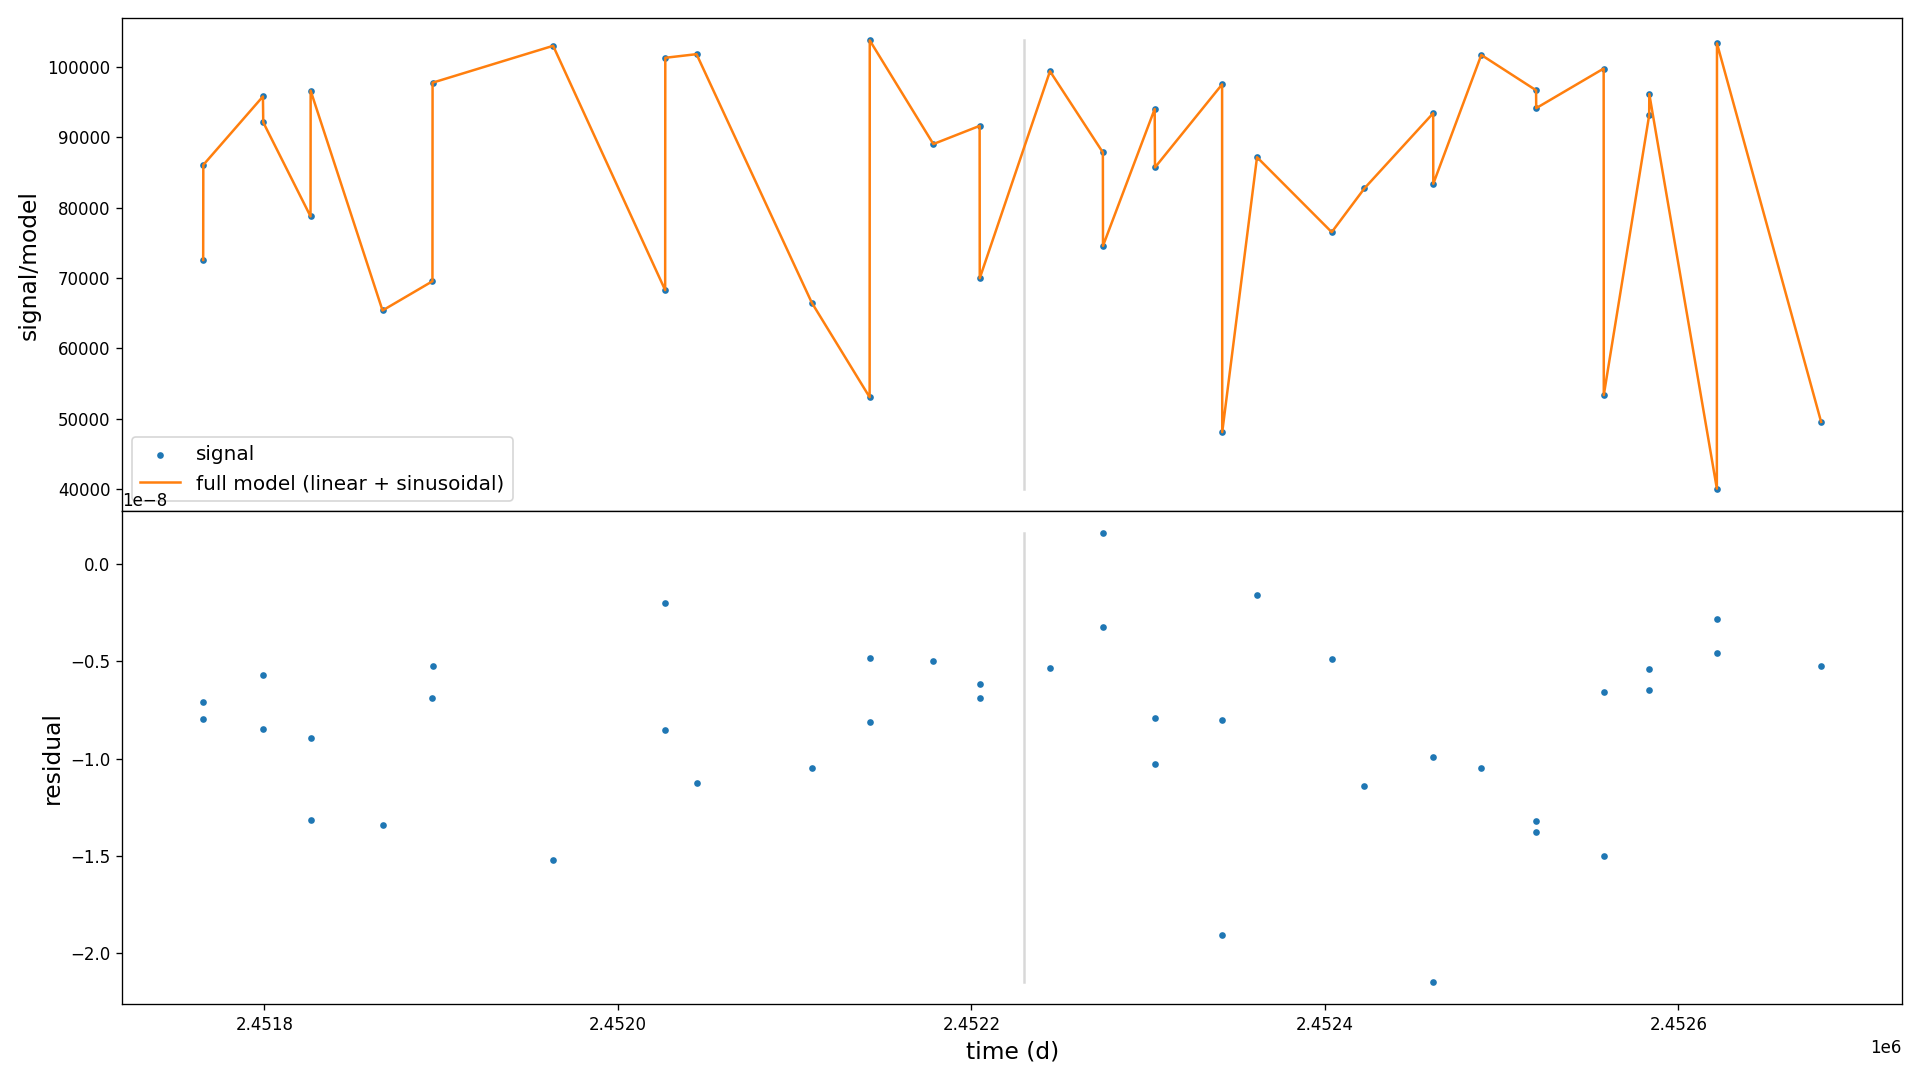 100000
90000
80000
70000
60000
50000
40000
signal/model
signal
full model (linear + sinusoidal)
1e−8
0.0
−0.5
−1.0
−1.5
−2.0
residual
2.4518
2.4520
2.4522
2.4524
2.4526
time (d)
1e6